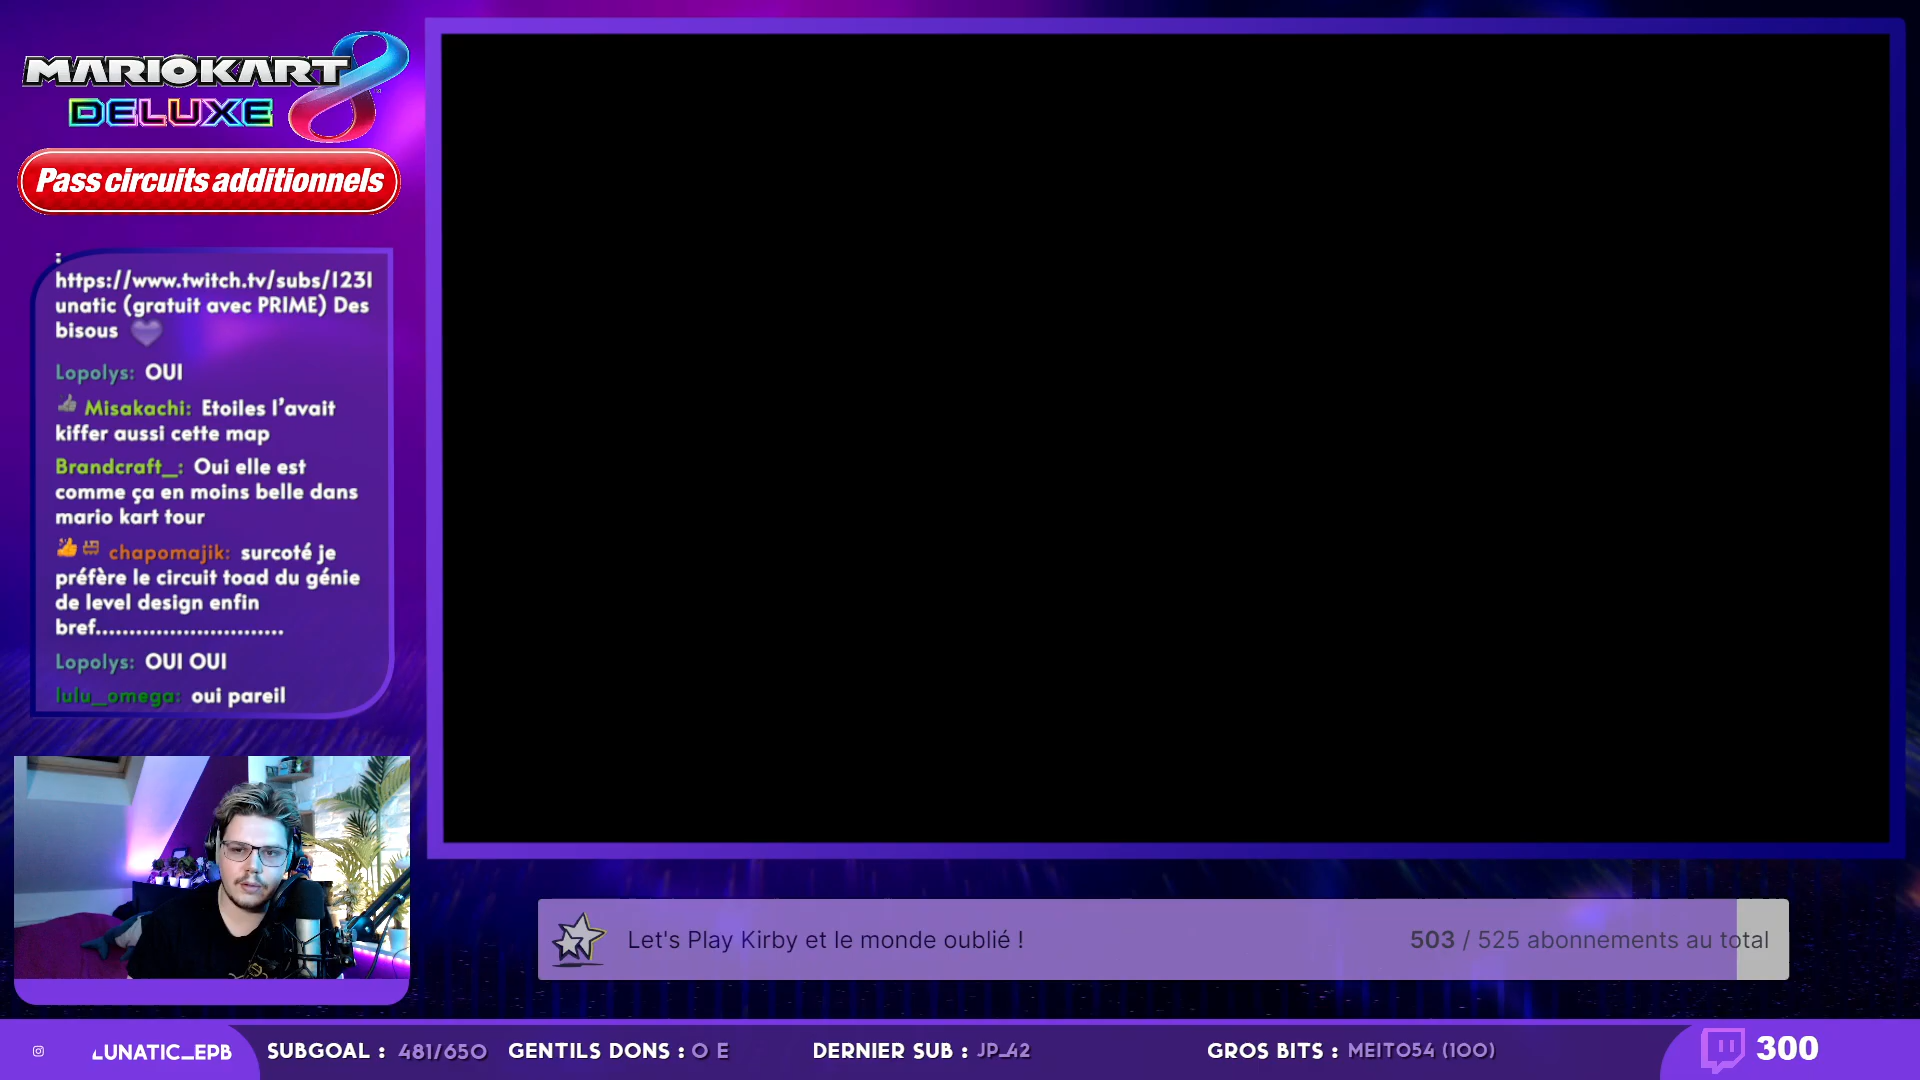 MARIOKART 8
DELUXE
Pass circuits additionnels
:
https://www.twitch.tv/subs/123l
unatic (gratuit avec PRIME) Des
bisous
Lopolys: OUI
Misakachi: Etoiles l'avait
kiffer aussi cette map
Brandcraft_: Oui elle est
comme ça en moins belle dans
mario kart tour
chapomajik: surcoté je
préfère le circuit toad du génie
de level design enfin
bref............................
Lopolys: OUI OUI
lulu_omega: oui pareil
Let's Play Kirby et le monde oublié !
503 / 525 abonnements au total
LUNATIC_EPB
SUBGOAL : 481/650
GENTILS DONS : 0 E
DERNIER SUB : JP_42
GROS BITS : MEITO54 (100)
300